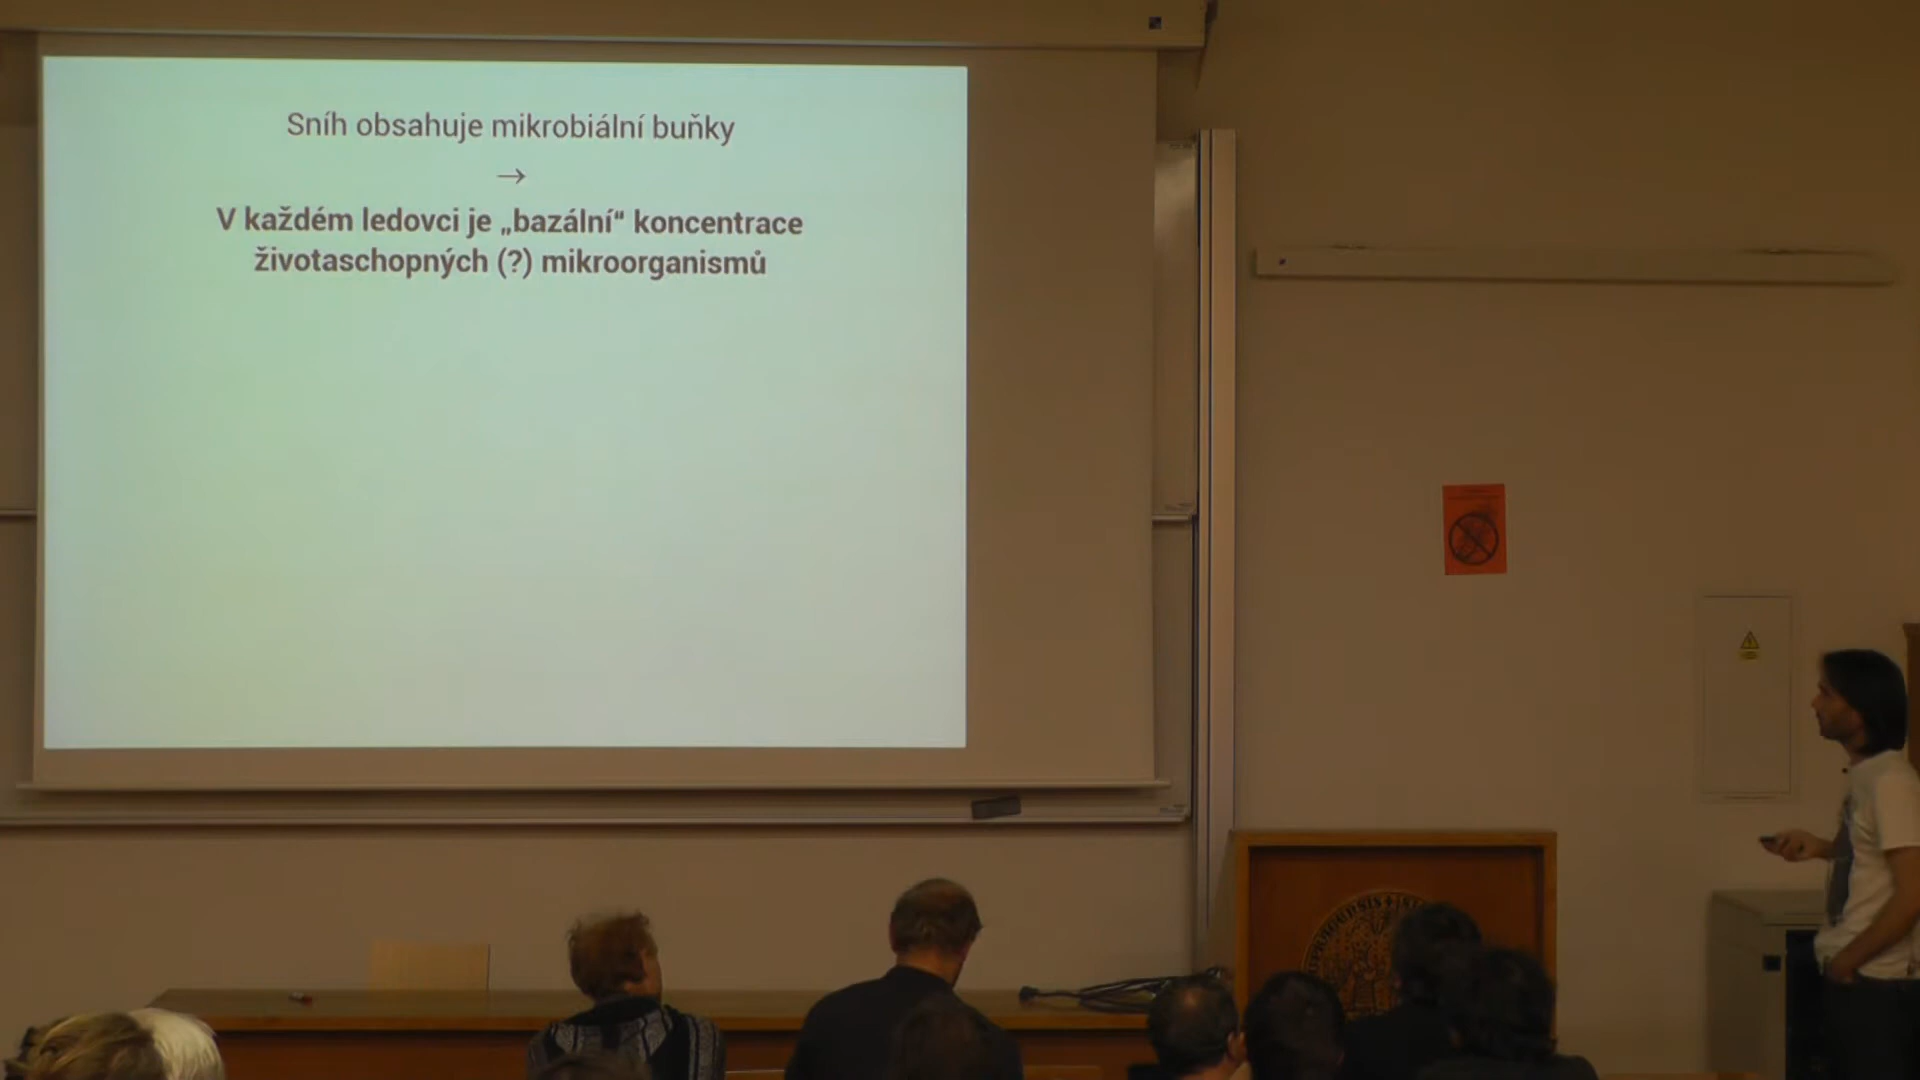 Sníh obsahuje mikrobiální buňky
→
V každém ledovci je „bazální“ koncentrace
životaschopných (?) mikroorganismů